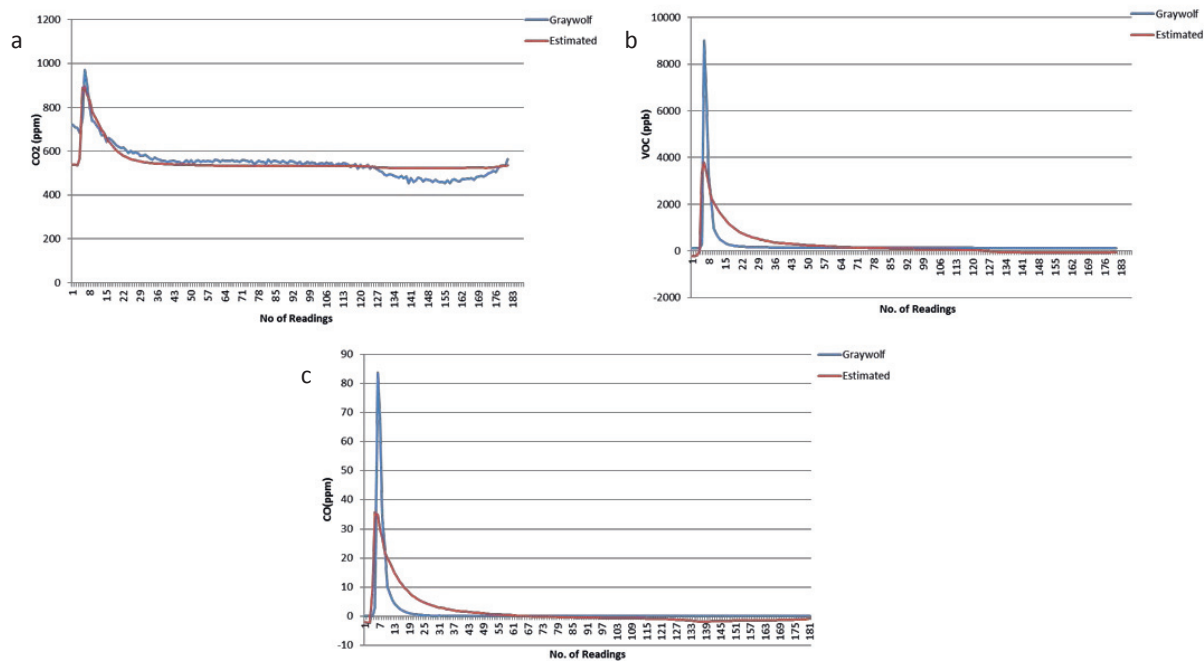 a
1200
1000
800
600
400
200
0
CO2 (ppm)
1 8 15 22 29 36 43 50 57 64 71 78 85 92 99 106 113 120 127 134 141 148 155 162 169 176 183
No of Readings
Graywolf
Estimated
b
10000
8000
6000
4000
2000
0
-2000
VOC (ppb)
1 8 15 22 29 36 43 50 57 64 71 78 85 92 99 106 113 120 127 134 141 148 155 162 169 176 183
No. of Readings
Graywolf
Estimated
c
90
80
70
60
50
40
30
20
10
0
-10
CO(ppm)
1 7 13 19 25 31 37 43 49 55 61 67 73 79 85 91 97 103 109 115 121 127 133 139 145 151 157 163 169 175 181
No. of Readings
Graywolf
Estimated